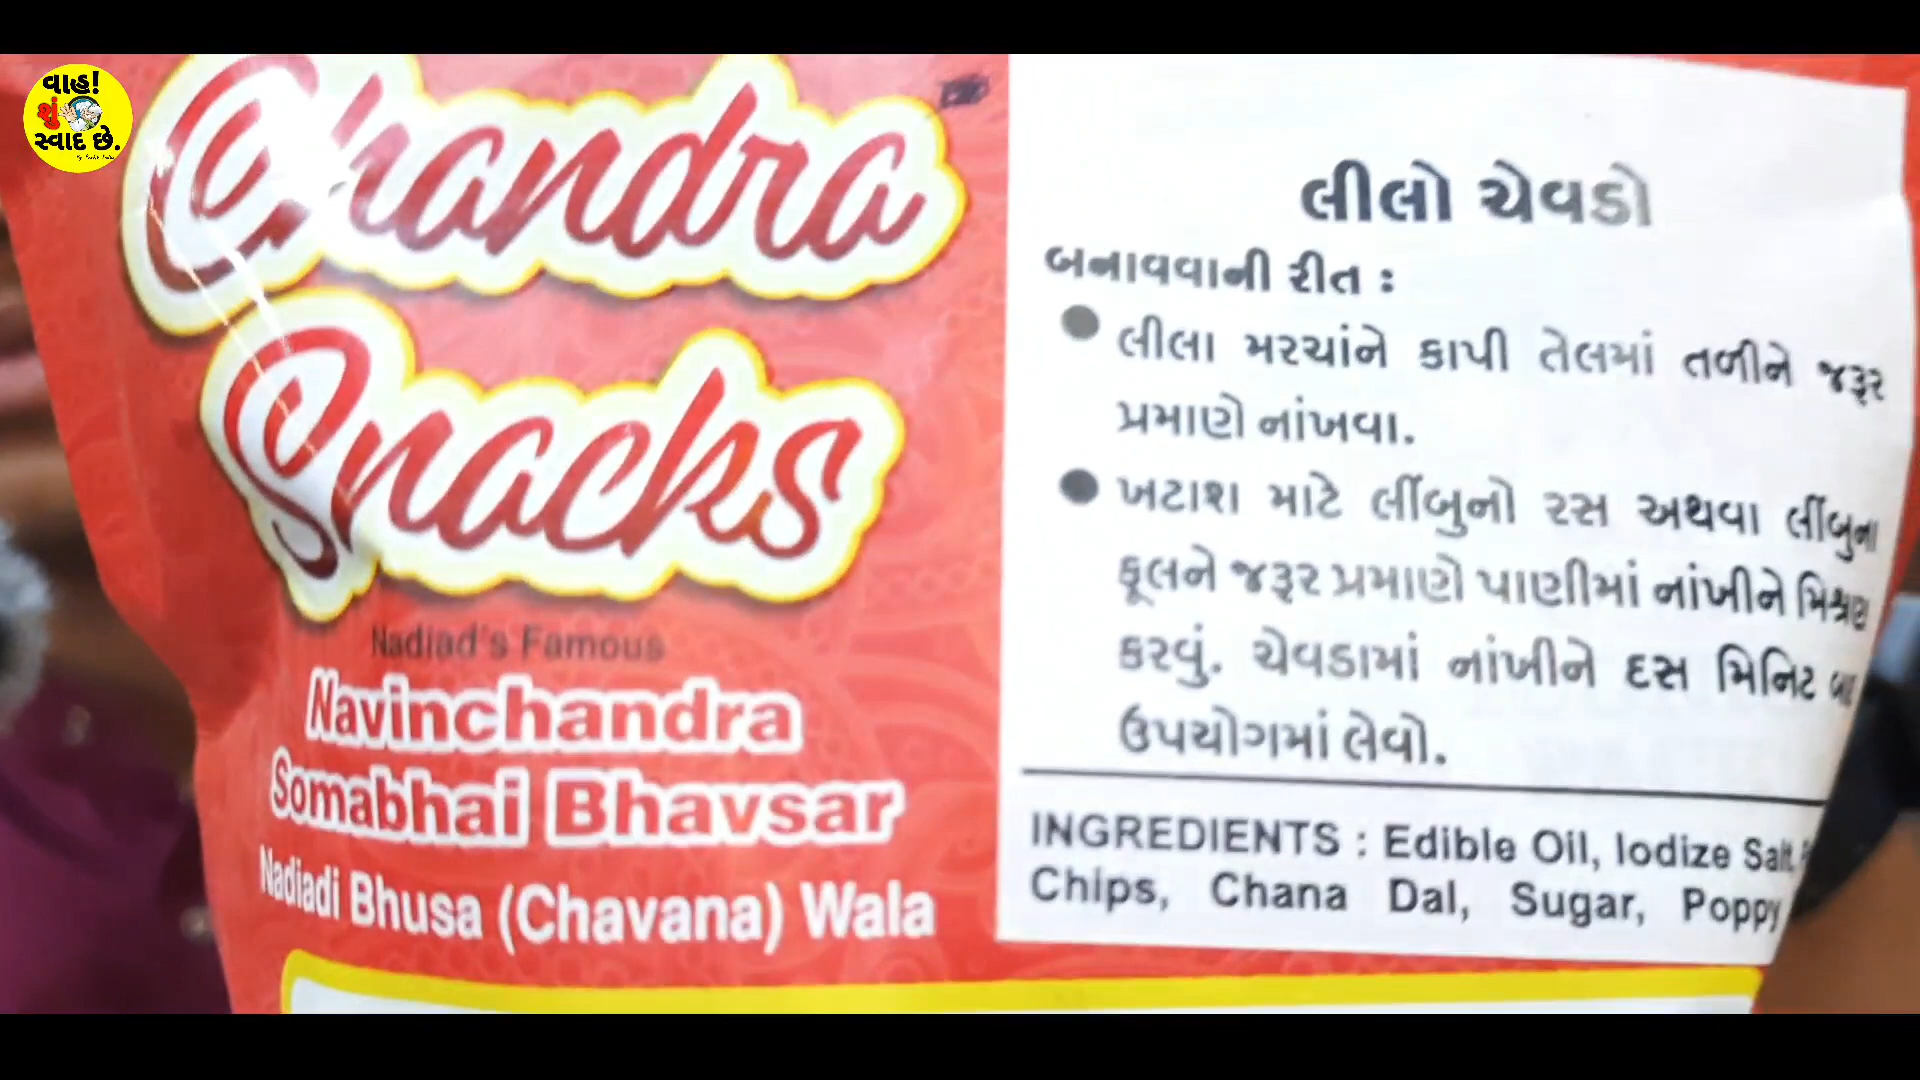 વાહ!
શું
સ્વાદ છે.
Chandra
Snacks
Nadiad's Famous
Navinchandra
Somabhai Bhavsar
Nadiadi Bhusa (Chavana) Wala
લીલો ચેવડો
બનાવવાની રીત :
લીલા મરચાંને કાપી તેલમાં તળીને જરૂર
પ્રમાણે નાંખવા.
ખટાશ માટે લીંબુનો રસ અથવા લીંબુના
ફૂલને જરૂર પ્રમાણે પાણીમાં નાંખીને મિશ્રણ
કરવું. ચેવડામાં નાંખીને દસ મિનિટ બાદ
ઉપયોગમાં લેવો.
INGREDIENTS : Edible Oil, Iodize Salt,
Chips, Chana Dal, Sugar, Poppy